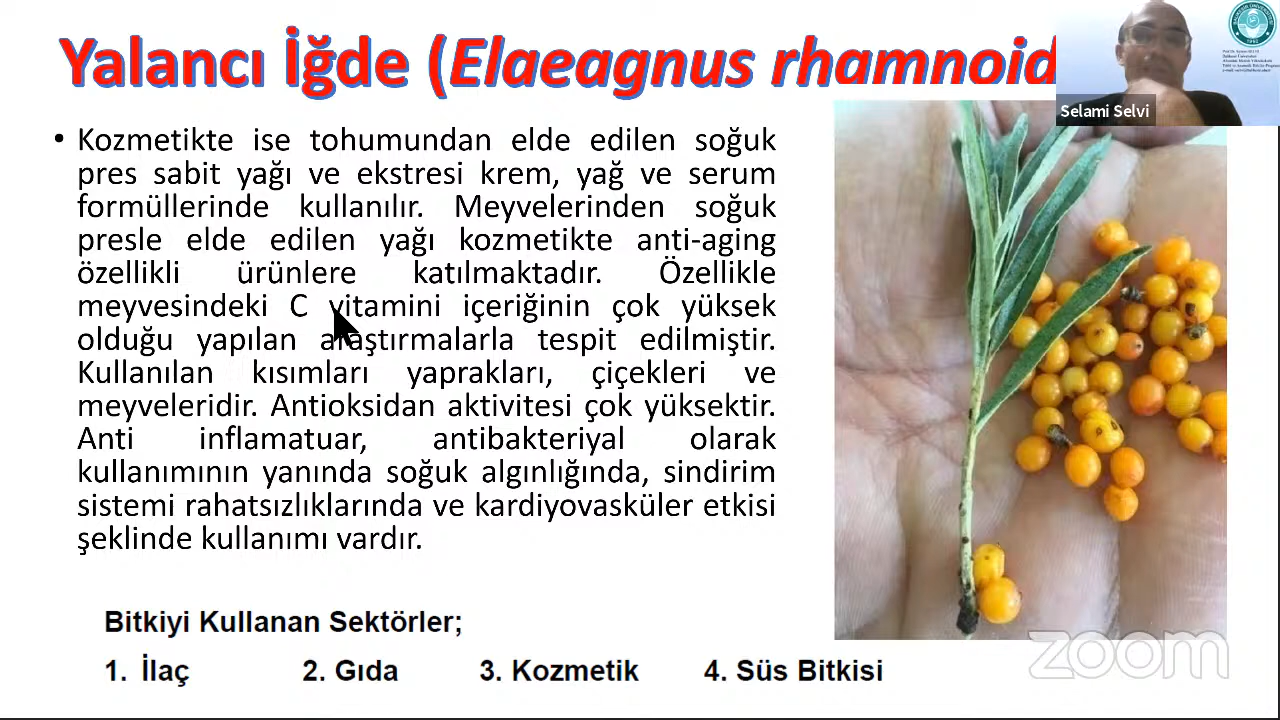 Yalancı İğde (Elaeagnus rhamnoid
Selami Selvi
• Kozmetikte ise tohumundan elde edilen soğuk
pres sabit yağı ve ekstresi krem, yağ ve serum
formüllerinde kullanılır. Meyvelerinden soğuk
presle elde edilen yağı kozmetikte anti-aging
özellikli ürünlere katılmaktadır. Özellikle
meyvesindeki C vitamini içeriğinin çok yüksek
olduğu yapılan araştırmalarla tespit edilmiştir.
Kullanılan kısımları yaprakları, çiçekleri ve
meyveleridir. Antioksidan aktivitesi çok yüksektir.
Anti inflamatuar, antibakteriyal olarak
kullanımının yanında soğuk algınlığında, sindirim
sistemi rahatsızlıklarında ve kardiyovasküler etkisi
şeklinde kullanımı vardır.
Bitkiyi Kullanan Sektörler;
1. İlaç 2. Gıda 3. Kozmetik 4. Süs Bitkisi
zoom